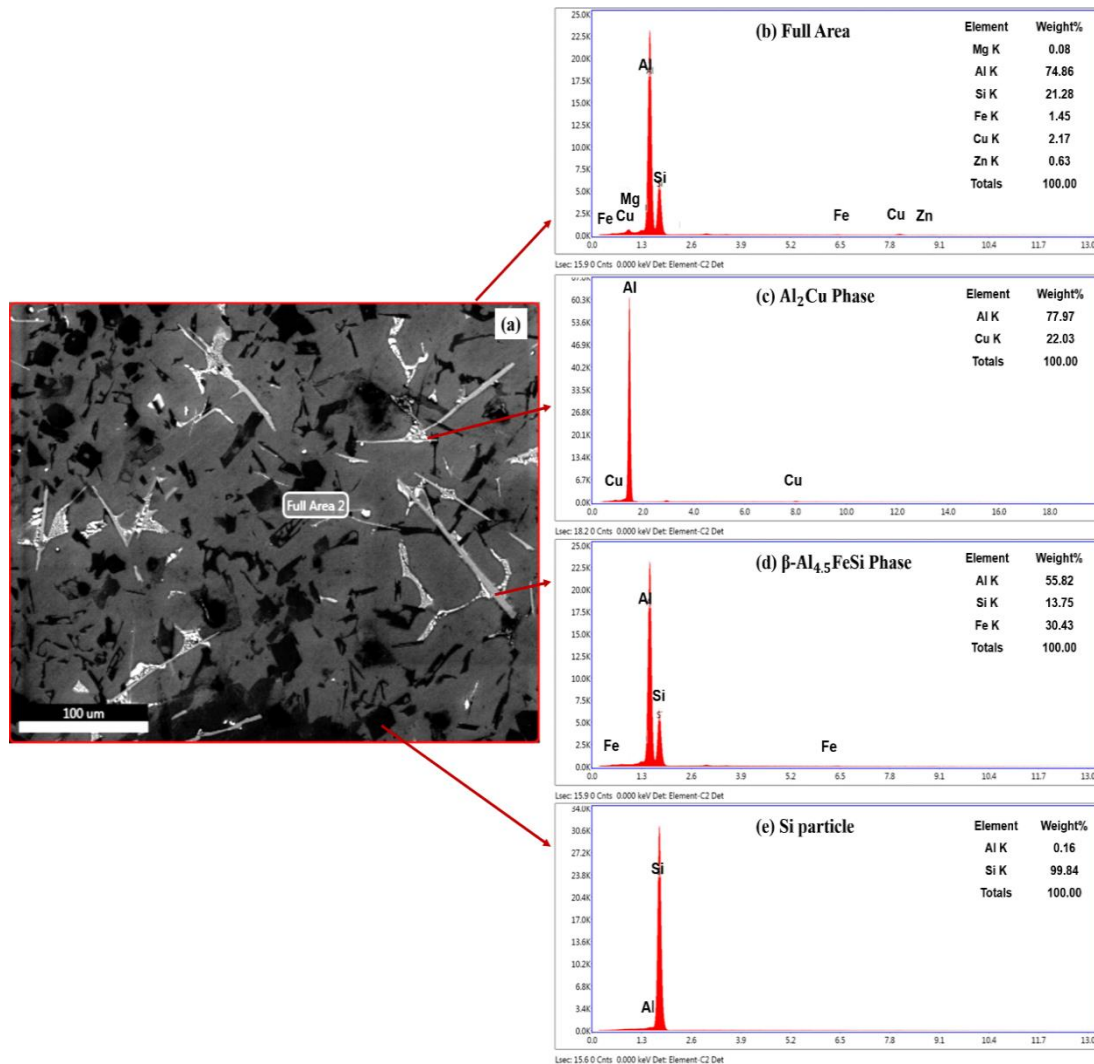 (a)
Full Area 2
100 um
(b) Full Area
Element Weight%
Mg K 0.08
Al K 74.86
Si K 21.28
Fe K 1.45
Cu K 2.17
Zn K 0.63
Totals 100.00
25.0K
22.5K
20.0K
17.5K
15.0K
12.5K
10.0K
7.5K
5.0K
2.5K
0.0K
Al
Si
Mg
Fe Cu
Fe Cu Zn
0.0 1.3 2.6 3.9 5.2 6.5 7.8 9.1 10.4 11.7 13.0
Lsec: 15.9 0 Cnts 0.000 keV Det: Element-C2 Det
(c) Al₂Cu Phase
Element Weight%
Al K 77.97
Cu K 22.03
Totals 100.00
60.3K
53.6K
46.9K
40.2K
33.5K
26.8K
20.1K
13.4K
6.7K
0.0K
Al
Cu Cu
0.0 2.0 4.0 6.0 8.0 10.0 12.0 14.0 16.0 18.0
Lsec: 18.2 0 Cnts 0.000 keV Det: Element-C2 Det
(d) β-Al₄.₅FeSi Phase
Element Weight%
Al K 55.82
Si K 13.75
Fe K 30.43
Totals 100.00
25.0K
22.5K
20.0K
17.5K
15.0K
12.5K
10.0K
7.5K
5.0K
2.5K
0.0K
Al
Si
Fe Fe
0.0 1.3 2.6 3.9 5.2 6.5 7.8 9.1 10.4 11.7 13.0
Lsec: 15.9 0 Cnts 0.000 keV Det: Element-C2 Det
(e) Si particle
Element Weight%
Al K 0.16
Si K 99.84
Totals 100.00
34.0K
30.6K
27.2K
23.8K
20.4K
17.0K
13.6K
10.2K
6.8K
3.4K
0.0K
Si
Al
0.0 1.3 2.6 3.9 5.2 6.5 7.8 9.1 10.4 11.7 13.0
Lsec: 15.6 0 Cnts 0.000 keV Det: Element-C2 Det